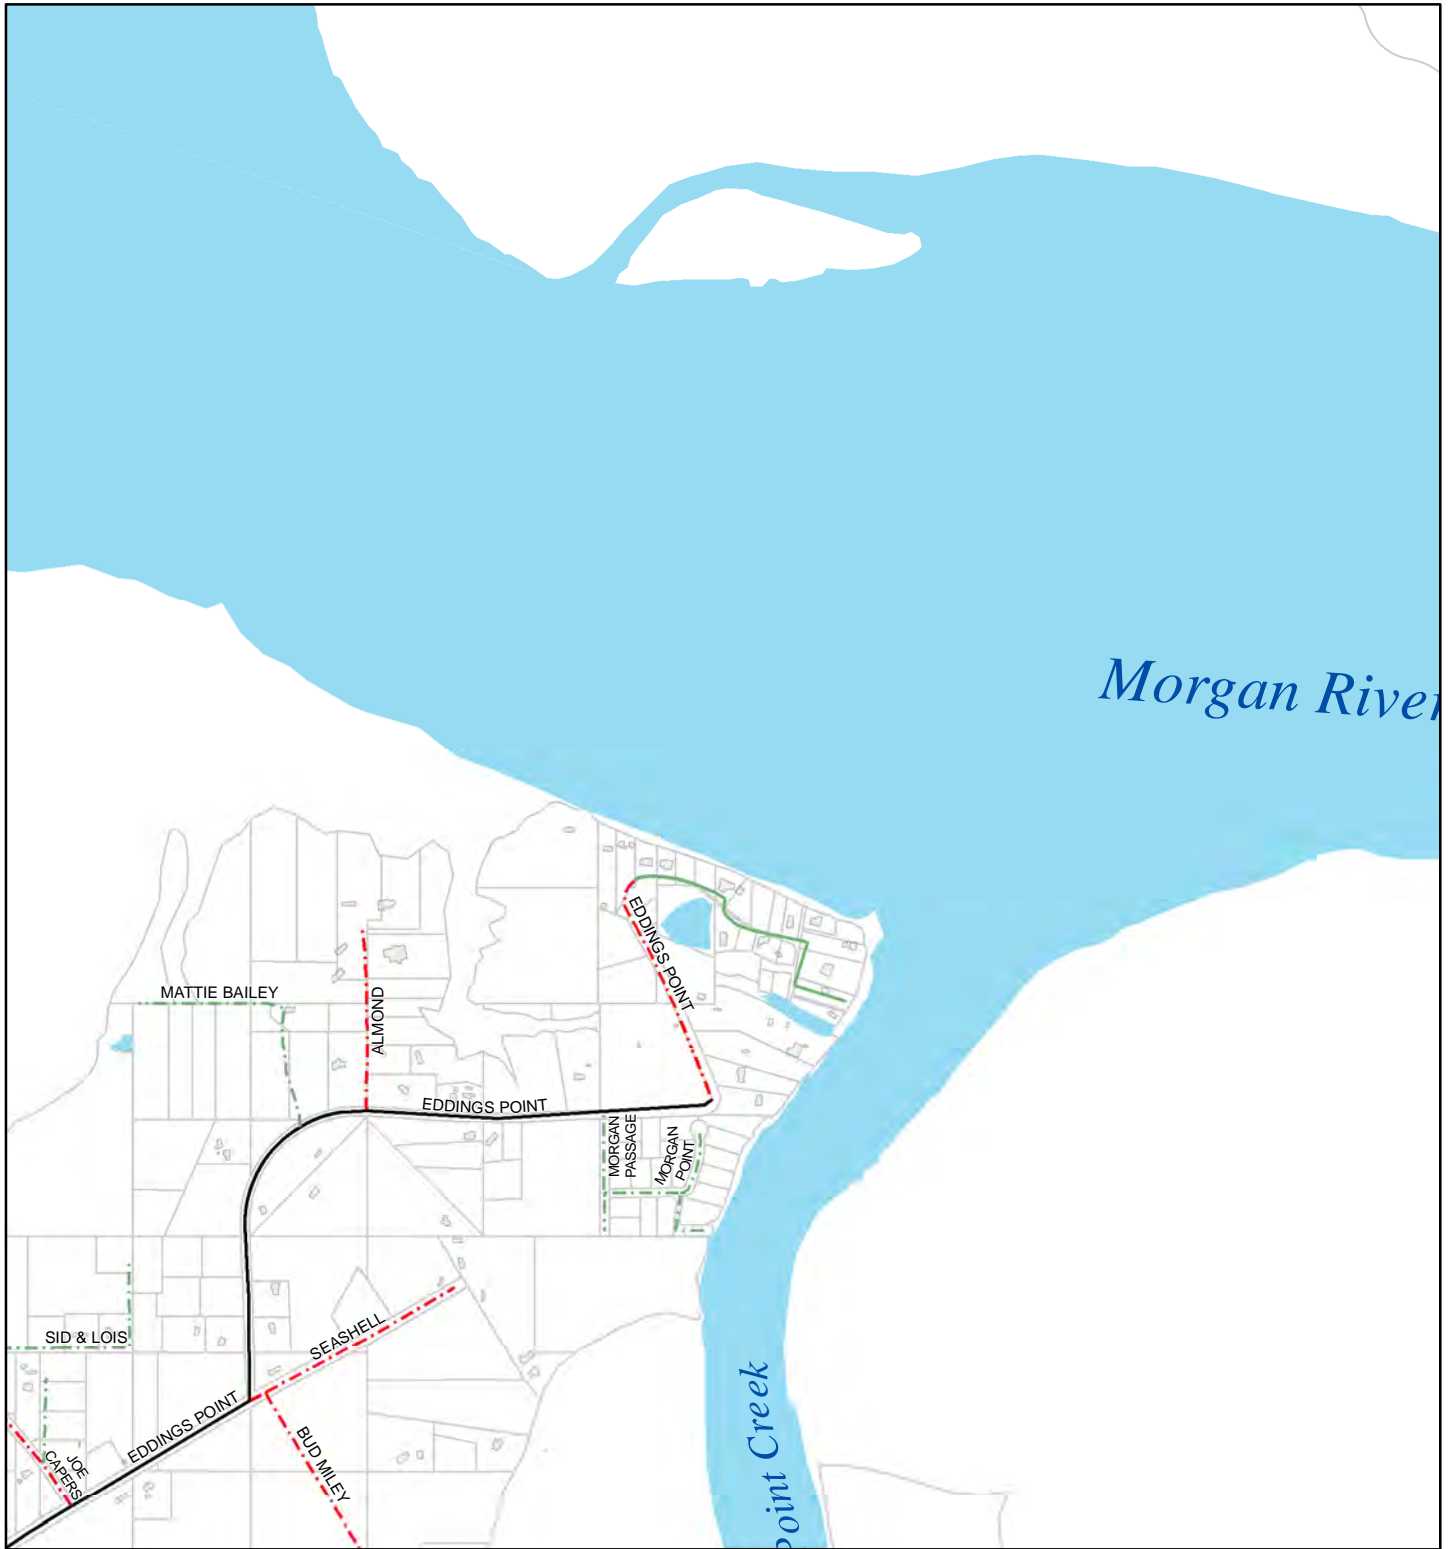 Morgan River
EDDINGS POINT
MATTIE BAILEY
ALMOND
EDDINGS POINT
MORGAN
PASSAGE
MORGAN
POINT
SID & LOIS
SEASHELL
EDDINGS POINT
BUD MILEY
JOE
CAPERS
Point Creek